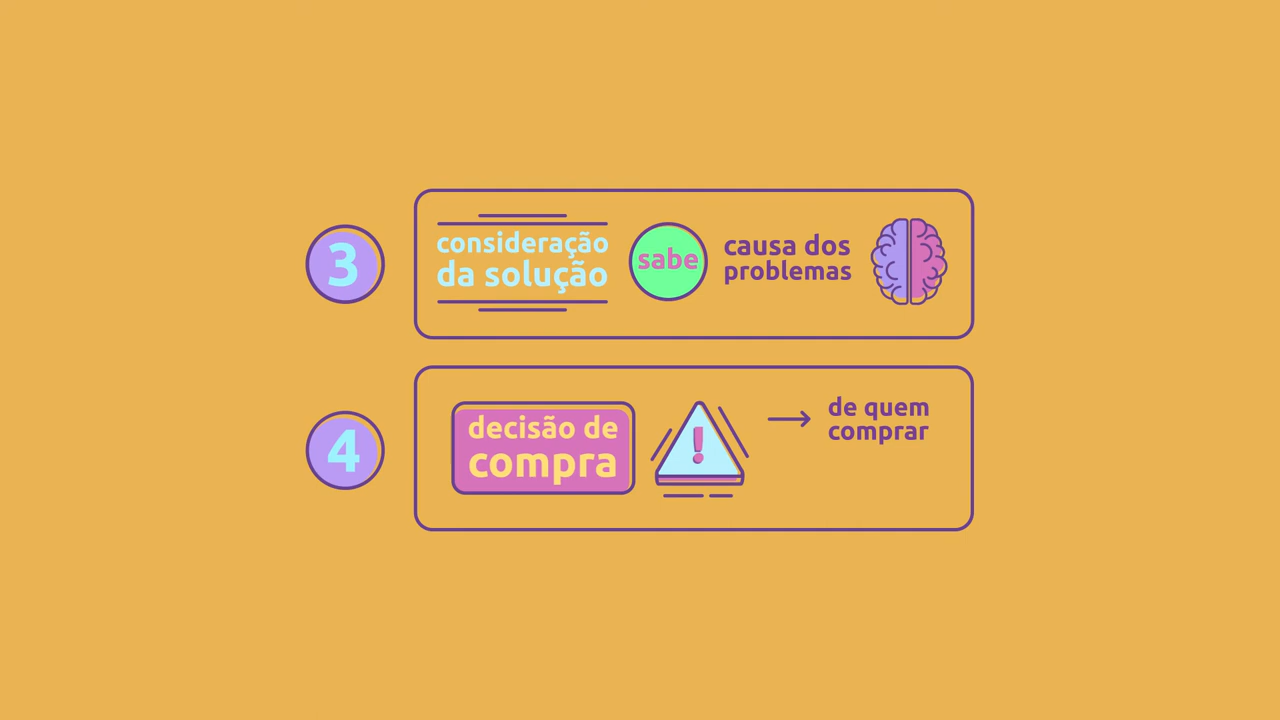 3
consideração
da solução
sabe
causa dos
problemas
4
decisão de
compra
!
de quem
comprar